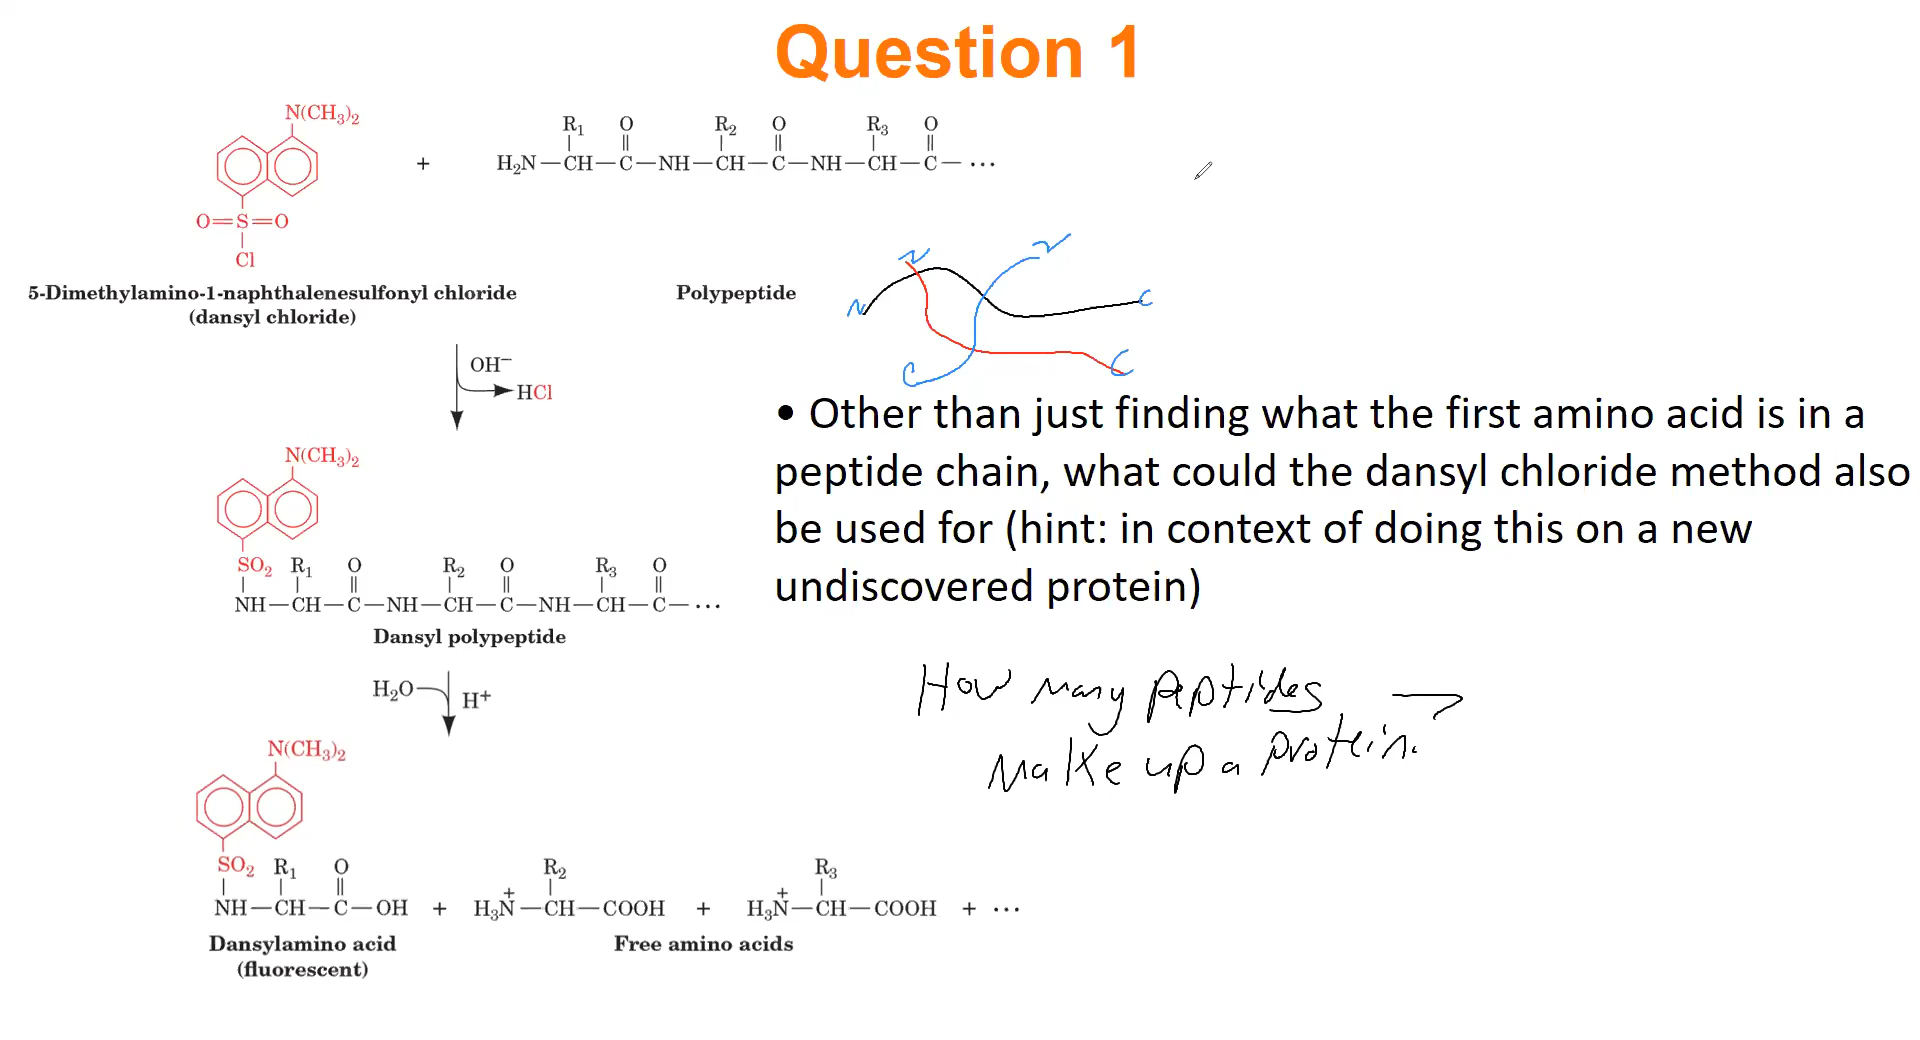 Question 1
N(CH₃)₂
R₁ O R₂ O R₃ O
+ H₂N—CH—C—NH—CH—C—NH—CH—C— ···
O=S=O
Cl
5-Dimethylamino-1-naphthalenesulfonyl chloride
(dansyl chloride)
Polypeptide
N N N C
C C
OH⁻
HCl
• Other than just finding what the first amino acid is in a
peptide chain, what could the dansyl chloride method also
be used for (hint: in context of doing this on a new
undiscovered protein)
N(CH₃)₂
SO₂ R₁ O R₂ O R₃ O
NH—CH—C—NH—CH—C—NH—CH—C— ···
Dansyl polypeptide
H₂O H⁺
How many peptides
make up a protein.
N(CH₃)₂
SO₂ R₁ O R₂ R₃
NH—CH—C—OH + H₃N⁺—CH—COOH + H₃N⁺—CH—COOH + ···
Dansylamino acid
(fluorescent)
Free amino acids